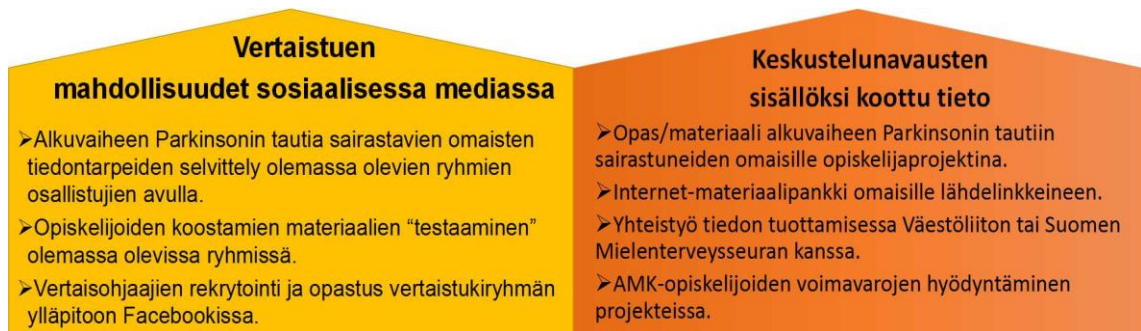 Vertaistuen
mahdollisuudet sosiaalisessa mediassa
➢Alkuvaiheen Parkinsonin tautia sairastavien omaisten
tiedontarpeiden selvittely olemassa olevien ryhmien
osallistujien avulla.
➢Opiskelijoiden koostamien materiaalien “testaaminen”
olemassa olevissa ryhmissä.
➢Vertaisohjaajien rekrytointi ja opastus vertaistukiryhmän
ylläpitoon Facebookissa.
Keskustelunavausten
sisällöksi koottu tieto
➢Opas/materiaali alkuvaiheen Parkinsonin tautiin
sairastuneiden omaisille opiskelijaprojektina.
➢Internet-materiaalipankki omaisille lähdelinkkeineen.
➢Yhteistyö tiedon tuottamisessa Väestöliiton tai Suomen
Mielenterveysseuran kanssa.
➢AMK-opiskelijoiden voimavarojen hyödyntäminen
projekteissa.